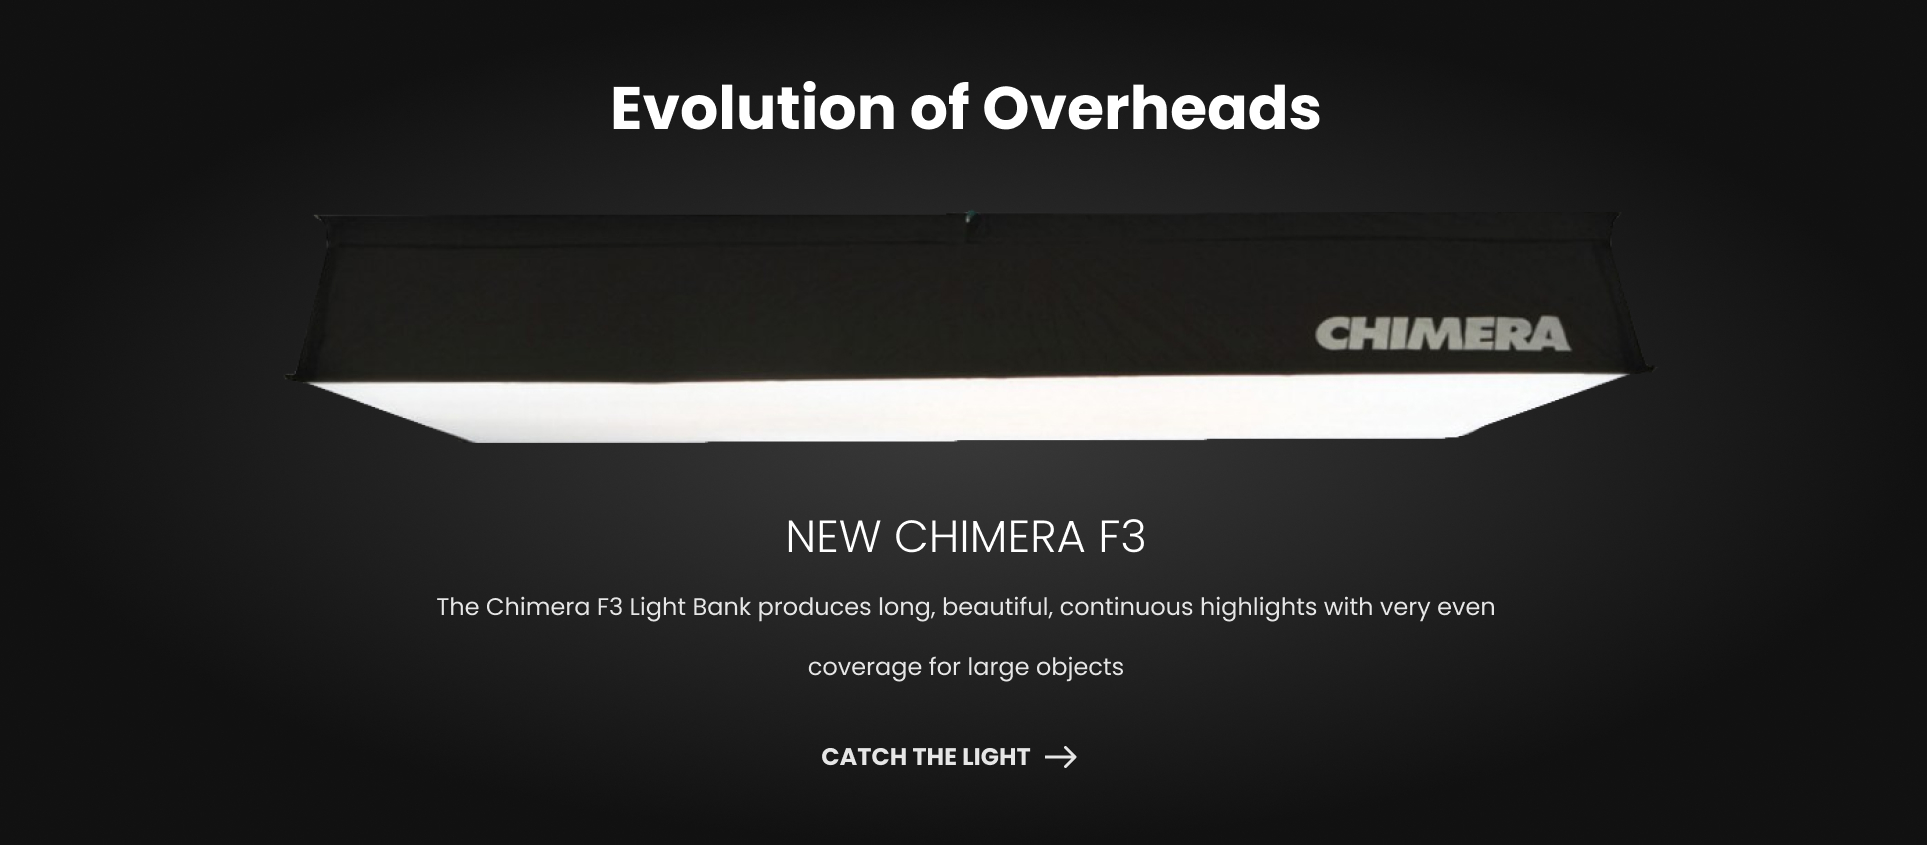 Evolution of Overheads
CHIMERA
NEW CHIMERA F3
The Chimera F3 Light Bank produces long, beautiful, continuous highlights with very even
coverage for large objects
CATCH THE LIGHT →